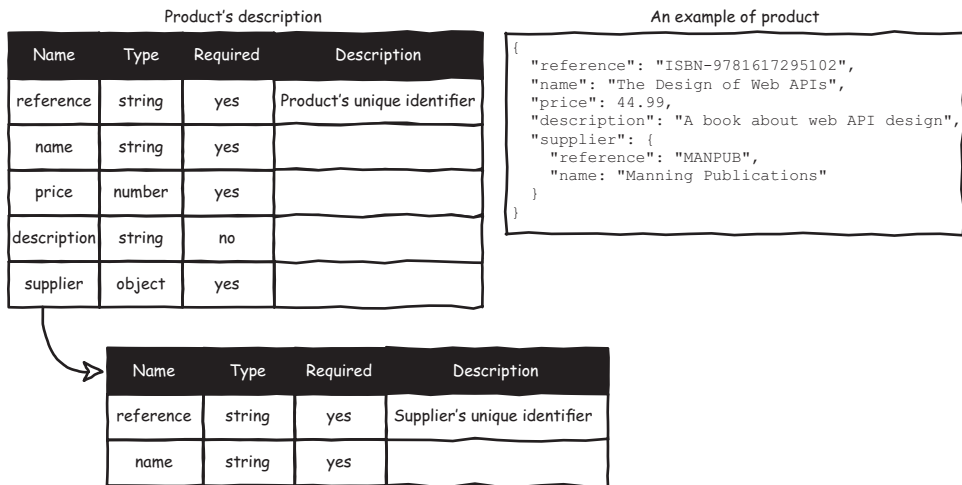 Product's description
Name Type Required Description
reference string yes Product's unique identifier
name string yes
price number yes
description string no
supplier object yes
Name Type Required Description
reference string yes Supplier's unique identifier
name string yes
An example of product
{
"reference": "ISBN-9781617295102",
"name": "The Design of Web APIs",
"price": 44.99,
"description": "A book about web API design",
"supplier": {
"reference": "MANPUB",
"name: "Manning Publications"
}
}